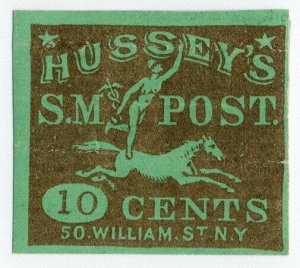 HUSSEY'S
S.M POST.
10 CENTS
50.WILLIAM.ST N.Y